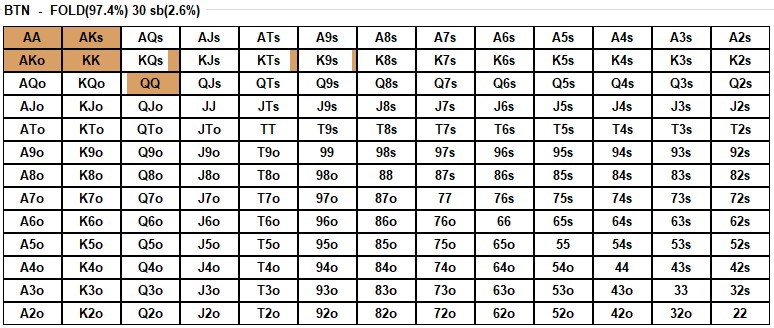 BTN - FOLD(97.4%) 30 sb(2.6%)
AA AKs AQs AJs ATs A9s A8s A7s A6s A5s A4s A3s A2s
AKo KK KQs KJs KTs K9s K8s K7s K6s K5s K4s K3s K2s
AQo KQo QQ QJs QTs Q9s Q8s Q7s Q6s Q5s Q4s Q3s Q2s
AJo KJo QJo JJ JTs J9s J8s J7s J6s J5s J4s J3s J2s
ATo KTo QTo JTo TT T9s T8s T7s T6s T5s T4s T3s T2s
A9o K9o Q9o J9o T9o 99 98s 97s 96s 95s 94s 93s 92s
A8o K8o Q8o J8o T8o 98o 88 87s 86s 85s 84s 83s 82s
A7o K7o Q7o J7o T7o 97o 87o 77 76s 75s 74s 73s 72s
A6o K6o Q6o J6o T6o 96o 86o 76o 66 65s 64s 63s 62s
A5o K5o Q5o J5o T5o 95o 85o 75o 65o 55 54s 53s 52s
A4o K4o Q4o J4o T4o 94o 84o 74o 64o 54o 44 43s 42s
A3o K3o Q3o J3o T3o 93o 83o 73o 63o 53o 43o 33 32s
A2o K2o Q2o J2o T2o 92o 82o 72o 62o 52o 42o 32o 22